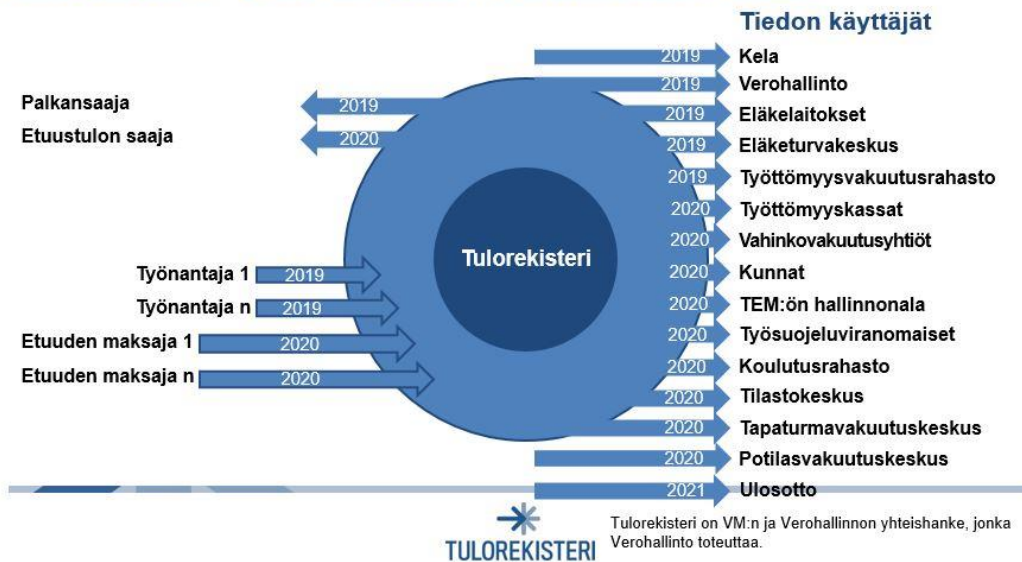 Tiedon käyttäjät
Palkansaaja
2019
Etuustulon saaja
2020
Työnantaja 1
2019
Työnantaja n
2019
Etuuden maksaja 1
2020
Etuuden maksaja n
2020
Tulorekisteri
2019 Kela
2019 Verohallinto
2019 Eläkelaitokset
2019 Eläketurvakeskus
2019 Työttömyysvakuutusrahasto
2020 Työttömyyskassat
2020 Vahinkovakuutusyhtiöt
2020 Kunnat
2020 TEM:ön hallinnonala
2020 Työsuojeluviranomaiset
2020 Koulutusrahasto
2020 Tilastokeskus
2020 Tapaturmavakuutuskeskus
2020 Potilasvakuutuskeskus
2021 Ulosotto
TULOREKISTERI
Tulorekisteri on VM:n ja Verohallinnon yhteishanke, jonka
Verohallinto toteuttaa.